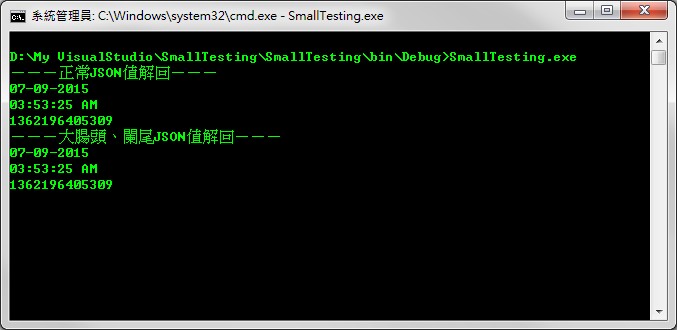 系統管理員: C:\Windows\system32\cmd.exe - SmallTesting.exe
D:\My VisualStudio\SmallTesting\SmallTesting\bin\Debug>SmallTesting.exe
－－－正常JSON值解回－－－
07-09-2015
03:53:25 AM
1362196405309
－－－大腸頭、闌尾JSON值解回－－－
07-09-2015
03:53:25 AM
1362196405309